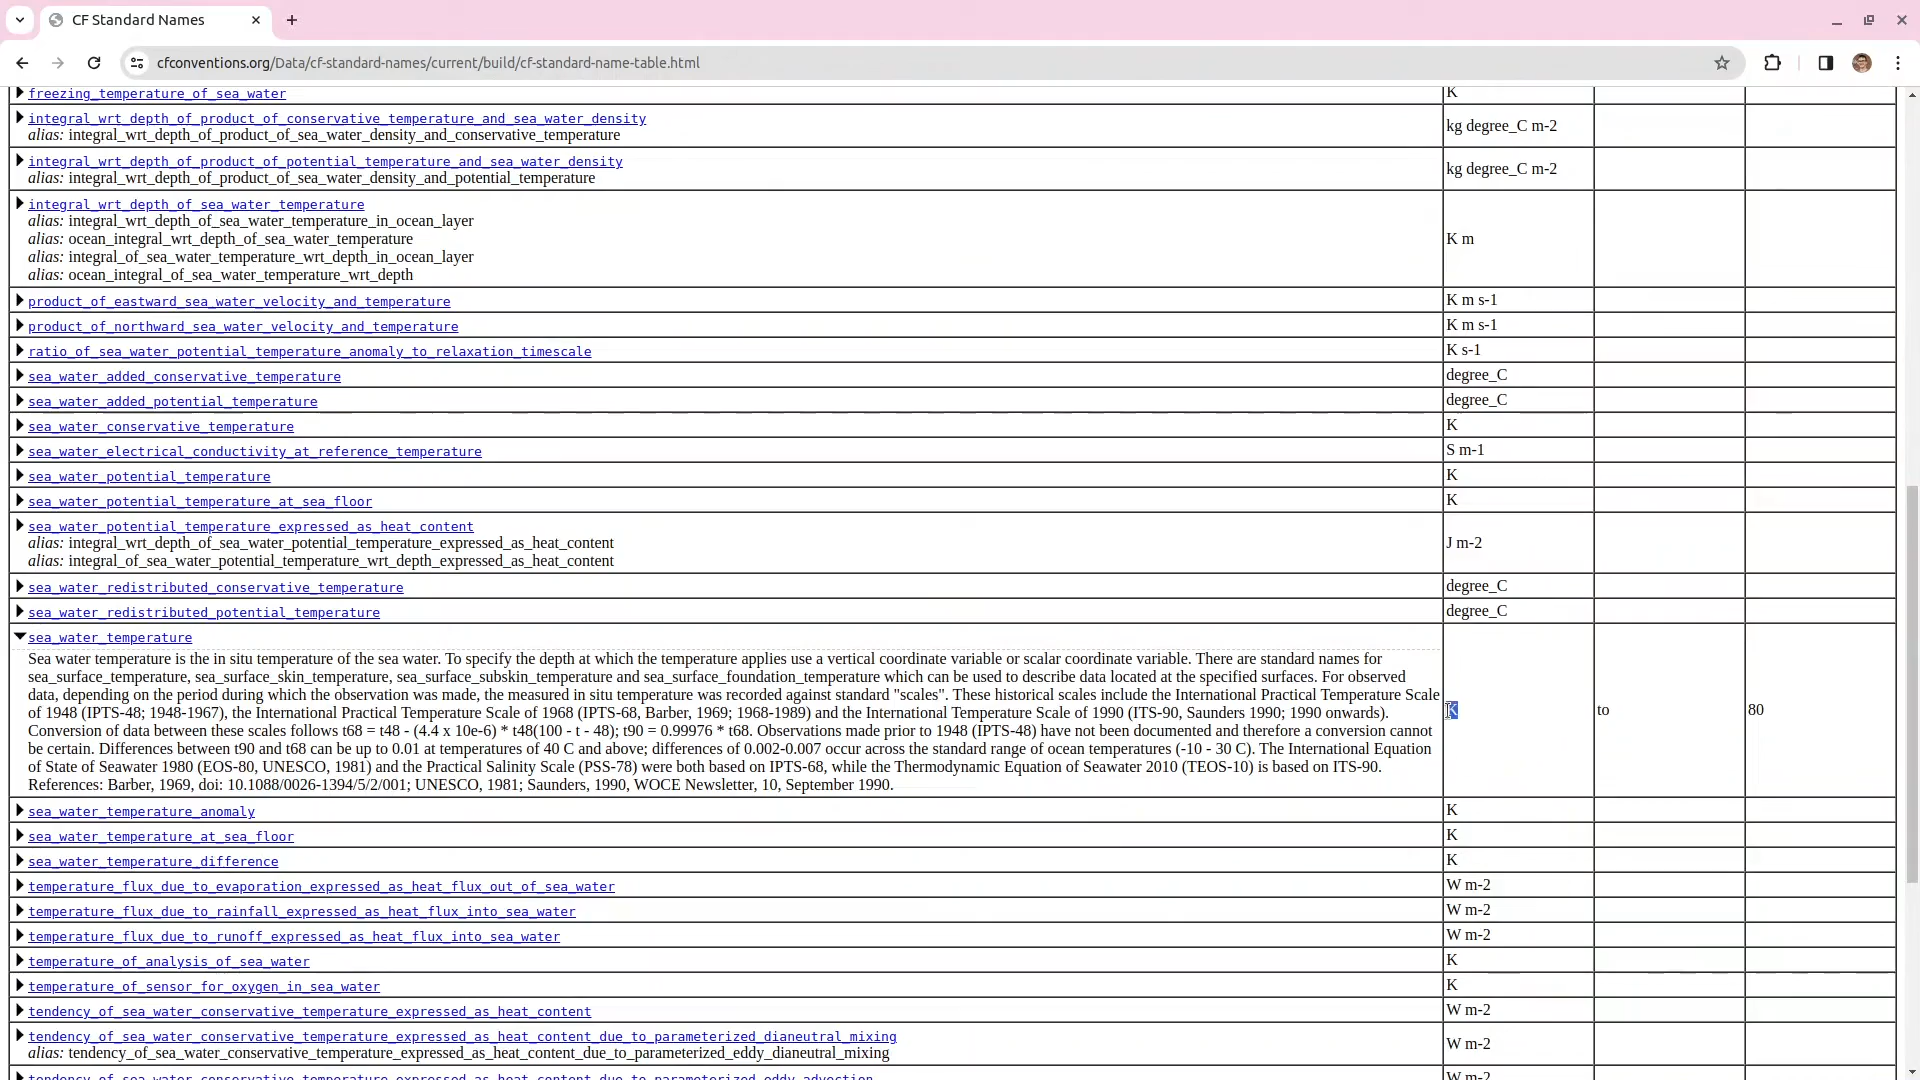 CF Standard Names
cfconventions.org/Data/cf-standard-names/current/build/cf-standard-name-table.html
freezing_temperature_of_sea_water K
integral_wrt_depth_of_product_of_conservative_temperature_and_sea_water_density
alias: integral_wrt_depth_of_product_of_sea_water_density_and_conservative_temperature
kg degree_C m-2
integral_wrt_depth_of_product_of_potential_temperature_and_sea_water_density
alias: integral_wrt_depth_of_product_of_sea_water_density_and_potential_temperature
kg degree_C m-2
integral_wrt_depth_of_sea_water_temperature
alias: integral_wrt_depth_of_sea_water_temperature_in_ocean_layer
alias: ocean_integral_wrt_depth_of_sea_water_temperature
alias: integral_of_sea_water_temperature_wrt_depth_in_ocean_layer
alias: ocean_integral_of_sea_water_temperature_wrt_depth
K m
product_of_eastward_sea_water_velocity_and_temperature K m s-1
product_of_northward_sea_water_velocity_and_temperature K m s-1
ratio_of_sea_water_potential_temperature_anomaly_to_relaxation_timescale K s-1
sea_water_added_conservative_temperature degree_C
sea_water_added_potential_temperature degree_C
sea_water_conservative_temperature K
sea_water_electrical_conductivity_at_reference_temperature S m-1
sea_water_potential_temperature K
sea_water_potential_temperature_at_sea_floor K
sea_water_potential_temperature_expressed_as_heat_content
alias: integral_wrt_depth_of_sea_water_potential_temperature_expressed_as_heat_content
alias: integral_of_sea_water_potential_temperature_wrt_depth_expressed_as_heat_content
J m-2
sea_water_redistributed_conservative_temperature degree_C
sea_water_redistributed_potential_temperature degree_C
sea_water_temperature
Sea water temperature is the in situ temperature of the sea water. To specify the depth at which the temperature applies use a vertical coordinate variable or scalar coordinate variable. There are standard names for
sea_surface_temperature, sea_surface_skin_temperature, sea_surface_subskin_temperature and sea_surface_foundation_temperature which can be used to describe data located at the specified surfaces. For observed
data, depending on the period during which the observation was made, the measured in situ temperature was recorded against standard "scales". These historical scales include the International Practical Temperature Scale
of 1948 (IPTS-48; 1948-1967), the International Practical Temperature Scale of 1968 (IPTS-68, Barber, 1969; 1968-1989) and the International Temperature Scale of 1990 (ITS-90, Saunders 1990; 1990 onwards).
Conversion of data between these scales follows t68 = t48 - (4.4 x 10e-6) * t48(100 - t - 48); t90 = 0.99976 * t68. Observations made prior to 1948 (IPTS-48) have not been documented and therefore a conversion cannot
be certain. Differences between t90 and t68 can be up to 0.01 at temperatures of 40 C and above; differences of 0.002-0.007 occur across the standard range of ocean temperatures (-10 - 30 C). The International Equation
of State of Seawater 1980 (EOS-80, UNESCO, 1981) and the Practical Salinity Scale (PSS-78) were both based on IPTS-68, while the Thermodynamic Equation of Seawater 2010 (TEOS-10) is based on ITS-90.
References: Barber, 1969, doi: 10.1088/0026-1394/5/2/001; UNESCO, 1981; Saunders, 1990, WOCE Newsletter, 10, September 1990.
K to 80
sea_water_temperature_anomaly K
sea_water_temperature_at_sea_floor K
sea_water_temperature_difference K
temperature_flux_due_to_evaporation_expressed_as_heat_flux_out_of_sea_water W m-2
temperature_flux_due_to_rainfall_expressed_as_heat_flux_into_sea_water W m-2
temperature_flux_due_to_runoff_expressed_as_heat_flux_into_sea_water W m-2
temperature_of_analysis_of_sea_water K
temperature_of_sensor_for_oxygen_in_sea_water K
tendency_of_sea_water_conservative_temperature_expressed_as_heat_content W m-2
tendency_of_sea_water_conservative_temperature_expressed_as_heat_content_due_to_parameterized_dianeutral_mixing
alias: tendency_of_sea_water_conservative_temperature_expressed_as_heat_content_due_to_parameterized_eddy_dianeutral_mixing
W m-2
tendency_of_sea_water_conservative_temperature_expressed_as_heat_content_due_to_parameterized_eddy_advection W m-2